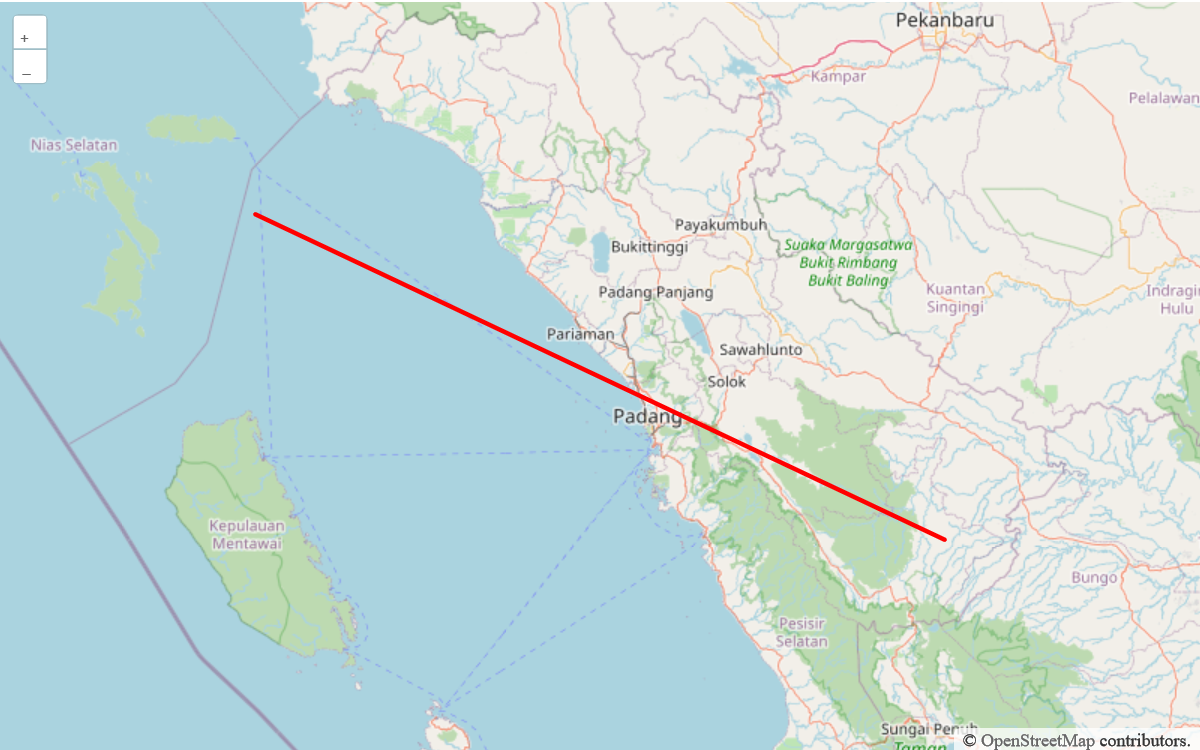 Pekanbaru
+
–
Kampar
Pelalawan
Nias Selatan
Payakumbuh
Bukittinggi
Suaka Margasatwa
Bukit Rimbang
Bukit Baling
Padang Panjang
Kuantan
Singingi
Indragiri
Hulu
Pariaman
Sawahlunto
Solok
Padang
Kepulauan
Mentawai
Bungo
Pesisir
Selatan
Sungai Penuh
Taman
© OpenStreetMap contributors.